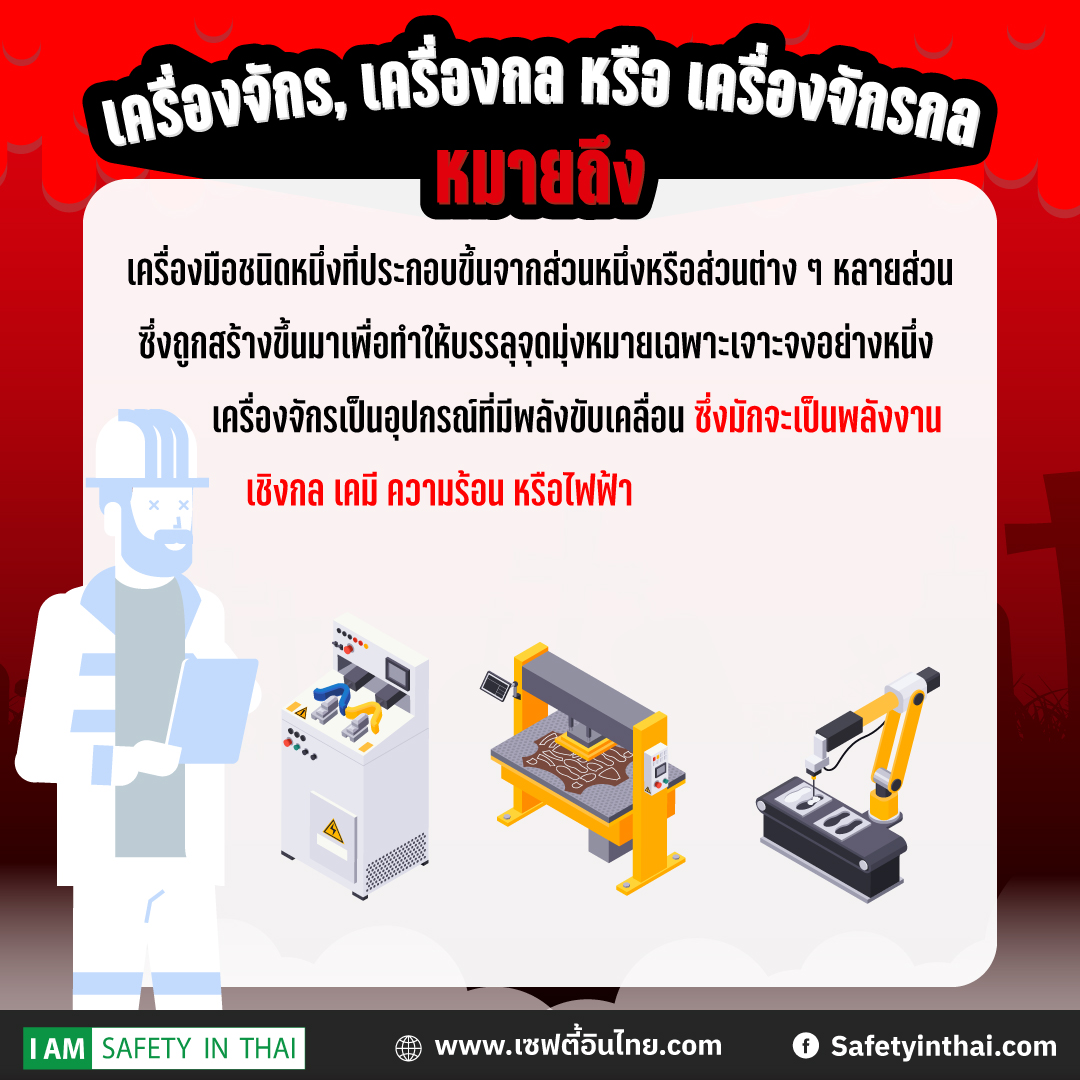 เครื่องจักร, เครื่องกล หรือ เครื่องจักรกล
หมายถึง
เครื่องมือชนิดหนึ่งที่ประกอบขึ้นจากส่วนหนึ่งหรือส่วนต่าง ๆ หลายส่วน
ซึ่งถูกสร้างขึ้นมาเพื่อทำให้บรรลุจุดมุ่งหมายเฉพาะเจาะจงอย่างหนึ่ง
เครื่องจักรเป็นอุปกรณ์ที่มีพลังขับเคลื่อน ซึ่งมักจะเป็นพลังงาน
เชิงกล เคมี ความร้อน หรือไฟฟ้า
I AM SAFETY IN THAI
www.เซฟตี้อินไทย.com
Safetyinthai.com